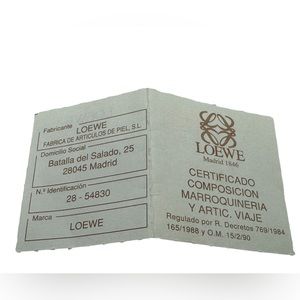 Fabricante LOEWE
FABRICA DE ARTICULOS DE PIEL, S.L.
Domicilio Social
Batalla del Salado, 25
28045 Madrid
N.º Identificación
28 - 54830
Marca
LOEWE
LOEWE
Madrid 1846
CERTIFICADO
COMPOSICION
MARROQUINERIA
Y ARTIC. VIAJE
Regulado por R. Decretos 769/1984
165/1988 y O.M. 15/2/90